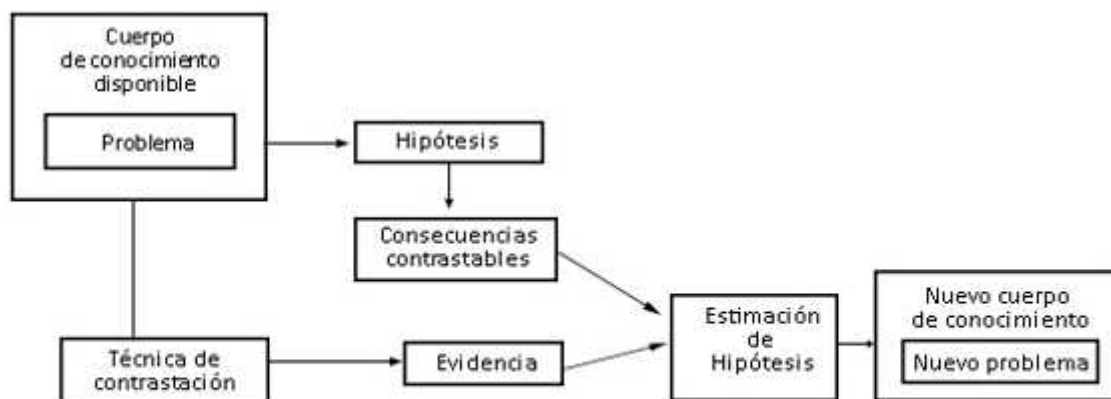 Cuerpo
de conocimiento
disponible
Problema
Hipótesis
Consecuencias
contrastables
Técnica de
contrastación
Evidencia
Estimación
de
Hipótesis
Nuevo cuerpo
de conocimiento
Nuevo problema